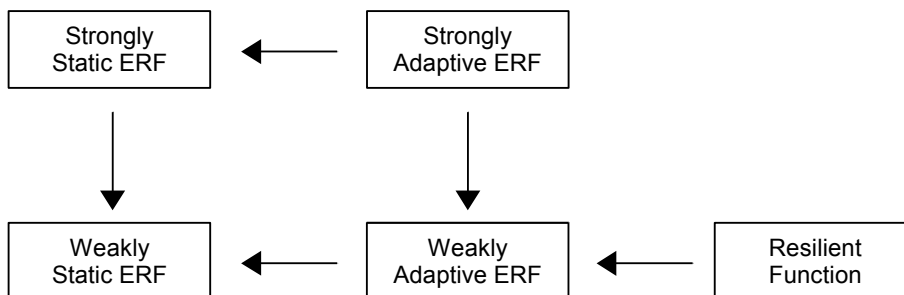 Strongly
Static ERF
Strongly
Adaptive ERF
Weakly
Static ERF
Weakly
Adaptive ERF
Resilient
Function